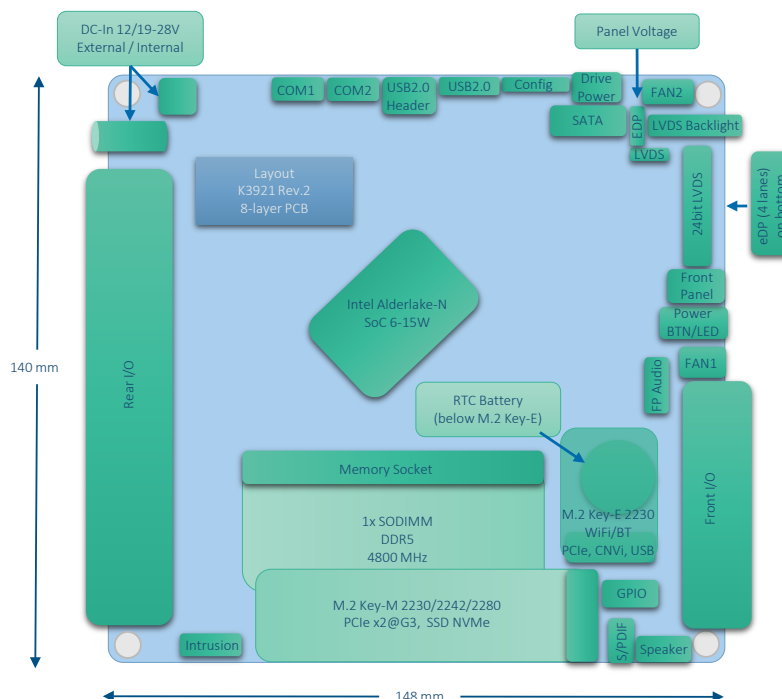 DC-In 12/19-28V
External / Internal
Panel Voltage
COM1
COM2
USB2.0
Header
USB2.0
Config
Drive
Power
FAN2
SATA
EDP
LVDS Backlight
LVDS
Layout
K3921 Rev.2
8-layer PCB
24bit LVDS
eDP (4 lanes)
on bottom
Intel Alderlake-N
SoC 6-15W
Front
Panel
Power
BTN/LED
140 mm
Rear I/O
FAN1
FP Audio
RTC Battery
(below M.2 Key-E)
Memory Socket
Front I/O
1x SODIMM
DDR5
4800 MHz
M.2 Key-E 2230
WiFi/BT
PCIe, CNVi, USB
M.2 Key-M 2230/2242/2280
PCIe x2@G3, SSD NVMe
GPIO
Intrusion
S/PDIF
Speaker
148 mm